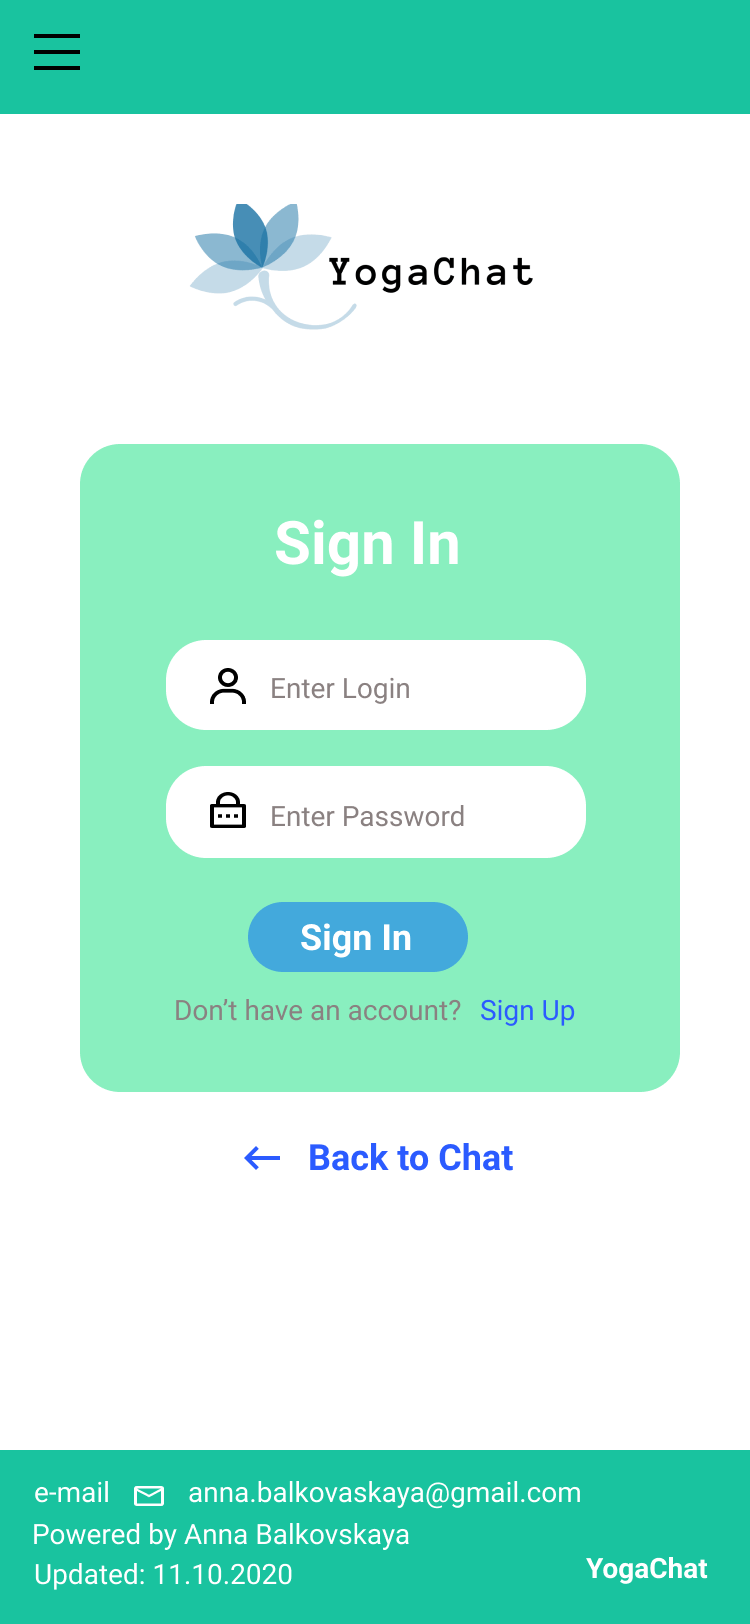 YogaChat
Sign In
Enter Login
Enter Password
Sign In
Don’t have an account? Sign Up
Back to Chat
e-mail anna.balkovaskaya@gmail.com
Powered by Anna Balkovskaya
Updated: 11.10.2020
YogaChat